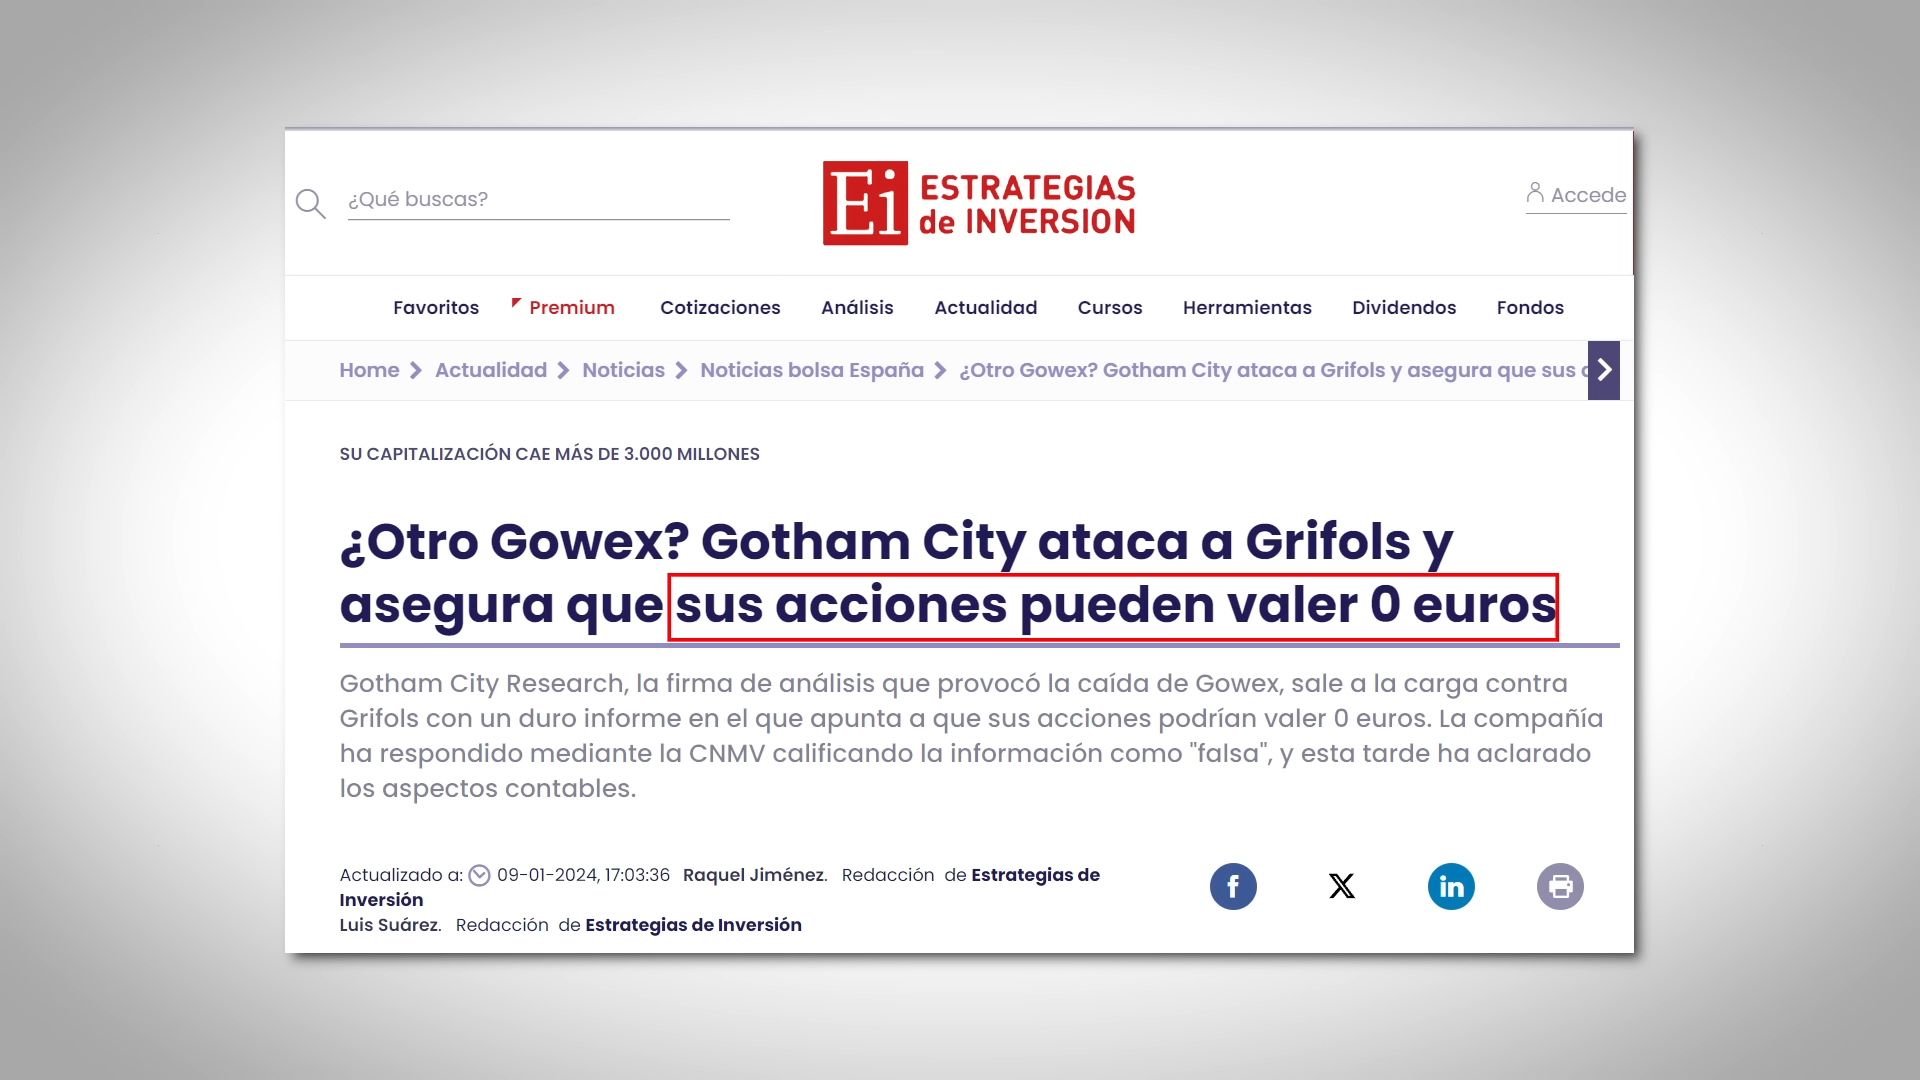 ¿Qué buscas?
Ei ESTRATEGIAS
de INVERSION
Accede
Favoritos Premium Cotizaciones Análisis Actualidad Cursos Herramientas Dividendos Fondos
Home Actualidad Noticias Noticias bolsa España ¿Otro Gowex? Gotham City ataca a Grifols y asegura que sus
SU CAPITALIZACIÓN CAE MÁS DE 3.000 MILLONES
¿Otro Gowex? Gotham City ataca a Grifols y
asegura que sus acciones pueden valer 0 euros
Gotham City Research, la firma de análisis que provocó la caída de Gowex, sale a la carga contra
Grifols con un duro informe en el que apunta a que sus acciones podrían valer 0 euros. La compañía
ha respondido mediante la CNMV calificando la información como "falsa", y esta tarde ha aclarado
los aspectos contables.
Actualizado a: 09-01-2024, 17:03:36 Raquel Jiménez. Redacción de Estrategias de
Inversión
Luis Suárez. Redacción de Estrategias de Inversión